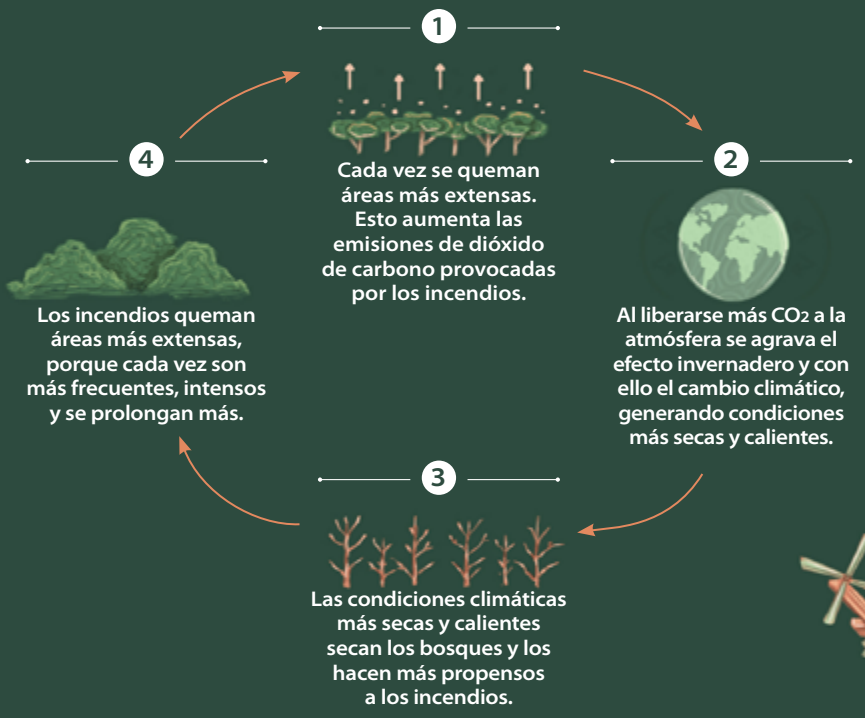 1
Cada vez se queman
áreas más extensas.
Esto aumenta las
emisiones de dióxido
de carbono provocadas
por los incendios.
2
Al liberarse más CO2 a la
atmósfera se agrava el
efecto invernadero y con
ello el cambio climático,
generando condiciones
más secas y calientes.
3
Las condiciones climáticas
más secas y calientes
secan los bosques y los
hacen más propensos
a los incendios.
4
Los incendios queman
áreas más extensas,
porque cada vez son
más frecuentes, intensos
y se prolongan más.